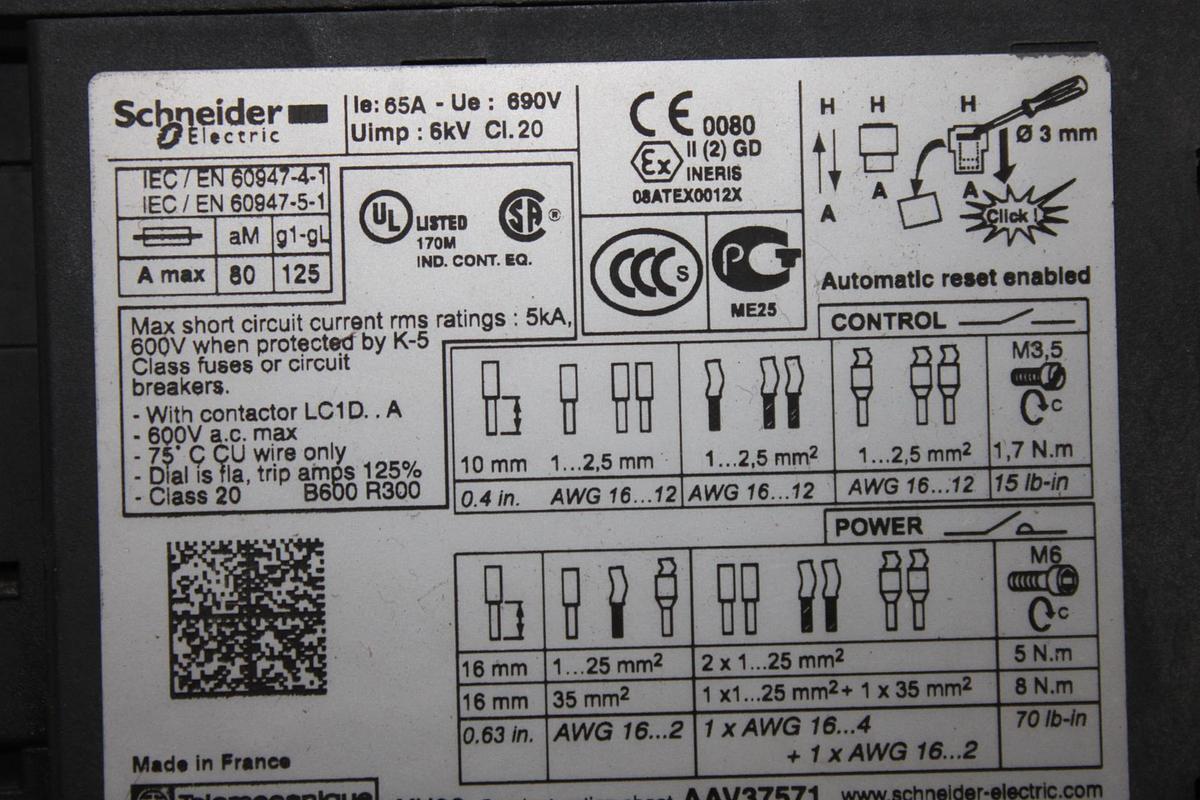 Schneider
Electric
Ie: 65A - Ue : 690V
Uimp : 6kV Cl. 20
IEC / EN 60947-4-1
IEC / EN 60947-5-1
aM g1-gL
A max 80 125
UL LISTED
170M
IND. CONT. EQ.
SA ®
CE 0080
Ex II (2) GD
INERIS
08ATEX0012X
CCC S
PCT
ME25
H H H
Ø 3 mm
A A A
Click !
Automatic reset enabled
Max short circuit current rms ratings : 5kA,
600V when protected by K-5
Class fuses or circuit
breakers.
- With contactor LC1D. . A
- 600V a.c. max
- 75° C CU wire only
- Dial is fla, trip amps 125%
- Class 20 B600 R300
CONTROL
M3,5
C
10 mm 1...2,5 mm 1...2,5 mm² 1...2,5 mm² 1,7 N.m
0.4 in. AWG 16...12 AWG 16...12 AWG 16...12 15 lb-in
POWER
M6
C
16 mm 1...25 mm² 2 x 1...25 mm² 5 N.m
16 mm 35 mm² 1 x1...25 mm² + 1 x 35 mm² 8 N.m
0.63 in. AWG 16...2 1 x AWG 16...4 70 lb-in
+ 1 x AWG 16...2
Made in France
Telemecanique
AAV37571 www.schneider-electric.com